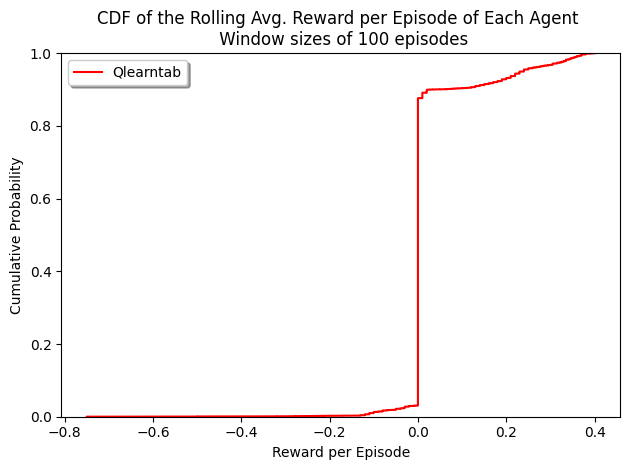 CDF of the Rolling Avg. Reward per Episode of Each Agent
Window sizes of 100 episodes
Qlearntab
1.0
0.8
0.6
0.4
0.2
0.0
Cumulative Probability
−0.8 −0.6 −0.4 −0.2 0.0 0.2 0.4
Reward per Episode